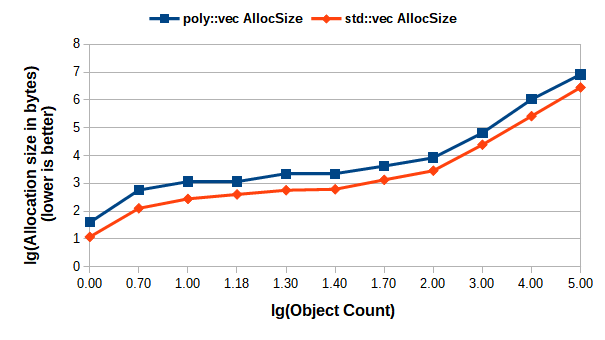 poly::vec AllocSize std::vec AllocSize
lg(Allocation size in bytes)
(lower is better)
8
7
6
5
4
3
2
1
0
0.00 0.70 1.00 1.18 1.30 1.40 1.70 2.00 3.00 4.00 5.00
lg(Object Count)